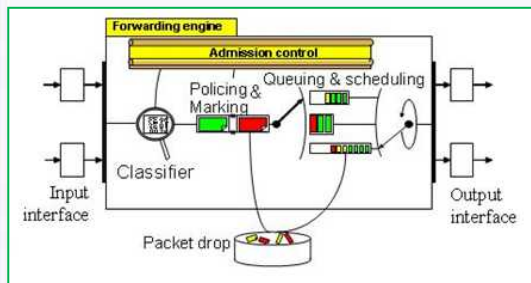 Forwarding engine
Admission control
Queuing & scheduling
Policing &
Marking
Classifier
Input
interface
Output
interface
Packet drop